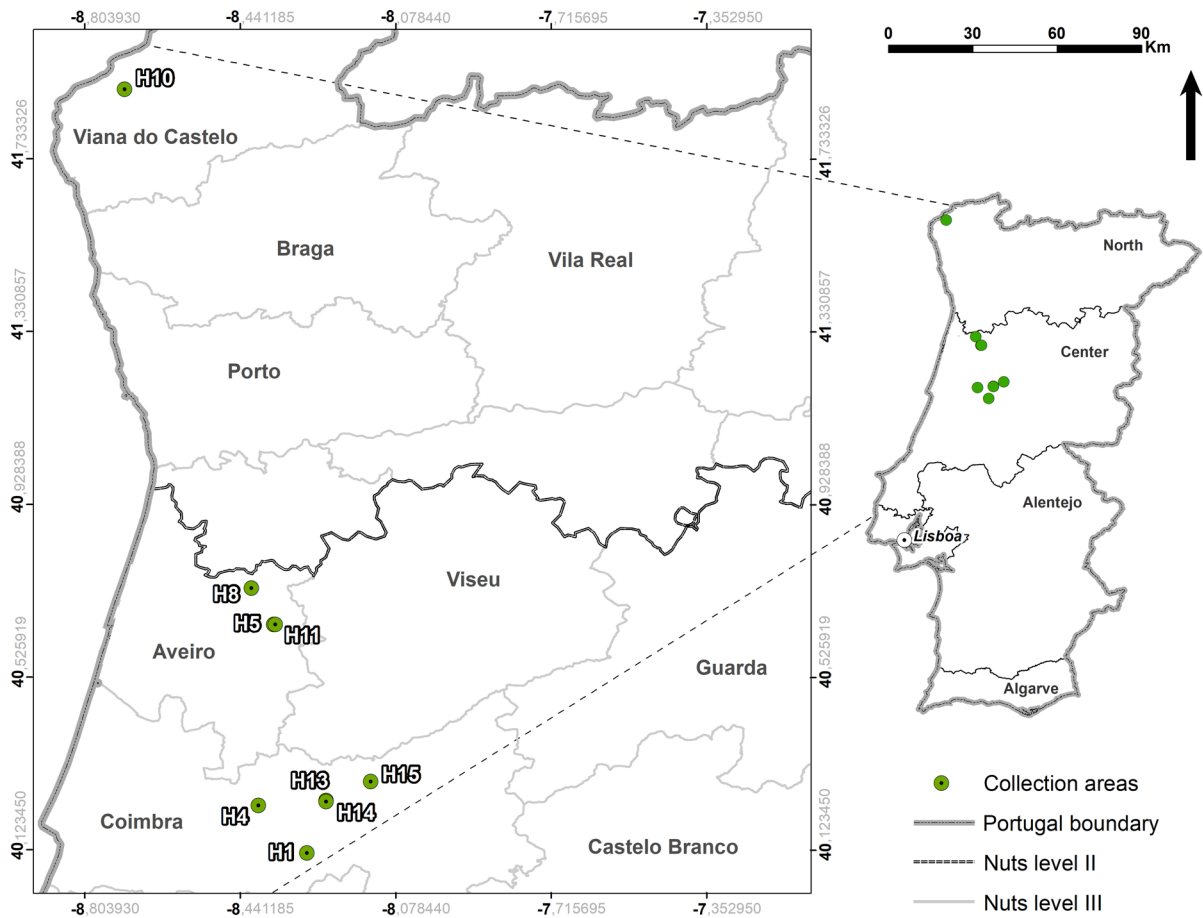 -8,803930 -8,441185 -8,078440 -7,715695 -7,352950
0 30 60 90
Km
H10
Viana do Castelo
41,733326
41,733326
Braga
Vila Real
North
41,330857
41,330857
Porto
Center
40,928388
40,928388
Alentejo
Lisboa
Viseu
H8
H5
H11
Aveiro
40,525919
40,525919
Guarda
Algarve
H15
H13
H14
H4
Coimbra
40,123450
40,123450
H1
Castelo Branco
Collection areas
Portugal boundary
Nuts level II
Nuts level III
-8,803930 -8,441185 -8,078440 -7,715695 -7,352950